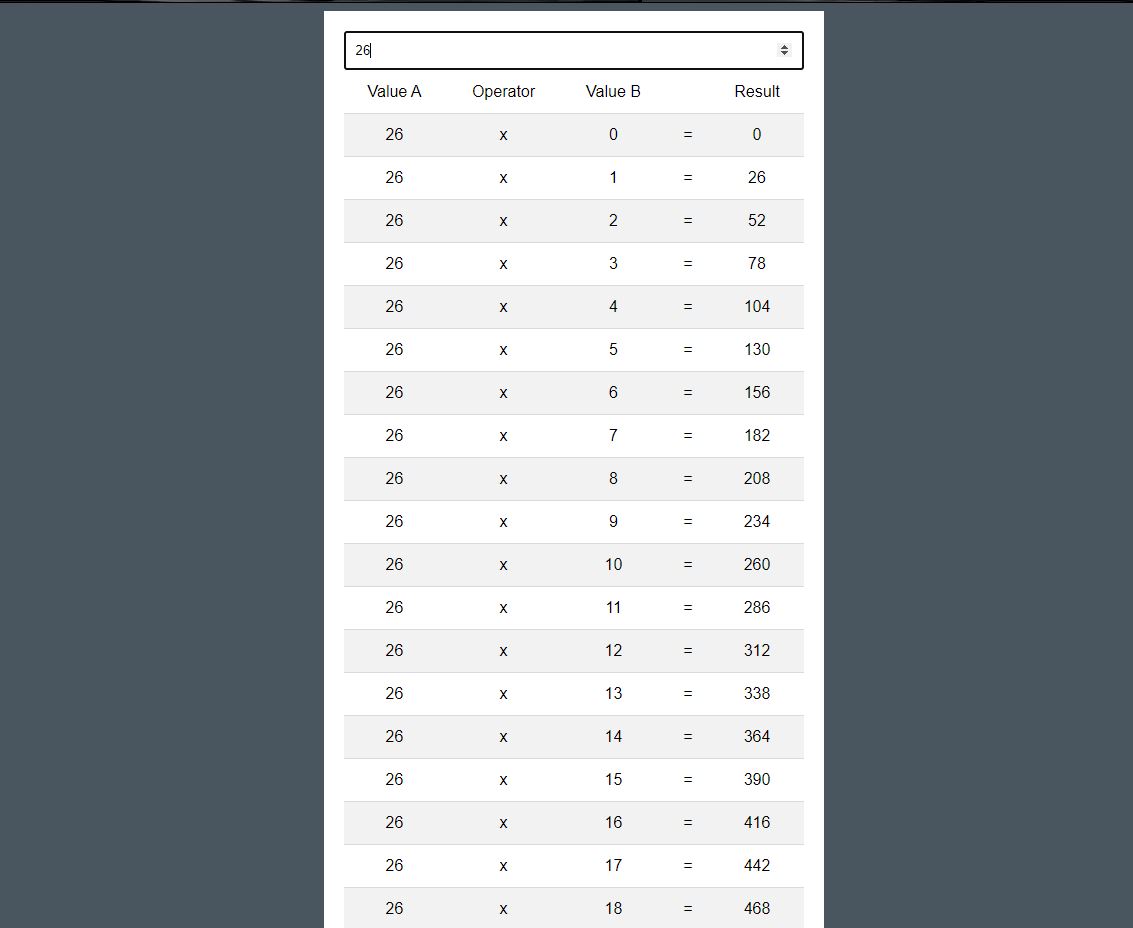 26
Value A Operator Value B Result
26 x 0 = 0
26 x 1 = 26
26 x 2 = 52
26 x 3 = 78
26 x 4 = 104
26 x 5 = 130
26 x 6 = 156
26 x 7 = 182
26 x 8 = 208
26 x 9 = 234
26 x 10 = 260
26 x 11 = 286
26 x 12 = 312
26 x 13 = 338
26 x 14 = 364
26 x 15 = 390
26 x 16 = 416
26 x 17 = 442
26 x 18 = 468